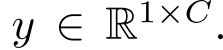 y ∈ ℝ^{1×C}.